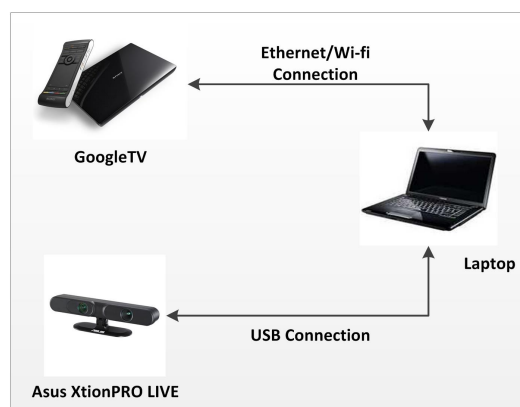 Ethernet/Wi-fi
Connection
GoogleTV
Laptop
USB Connection
Asus XtionPRO LIVE